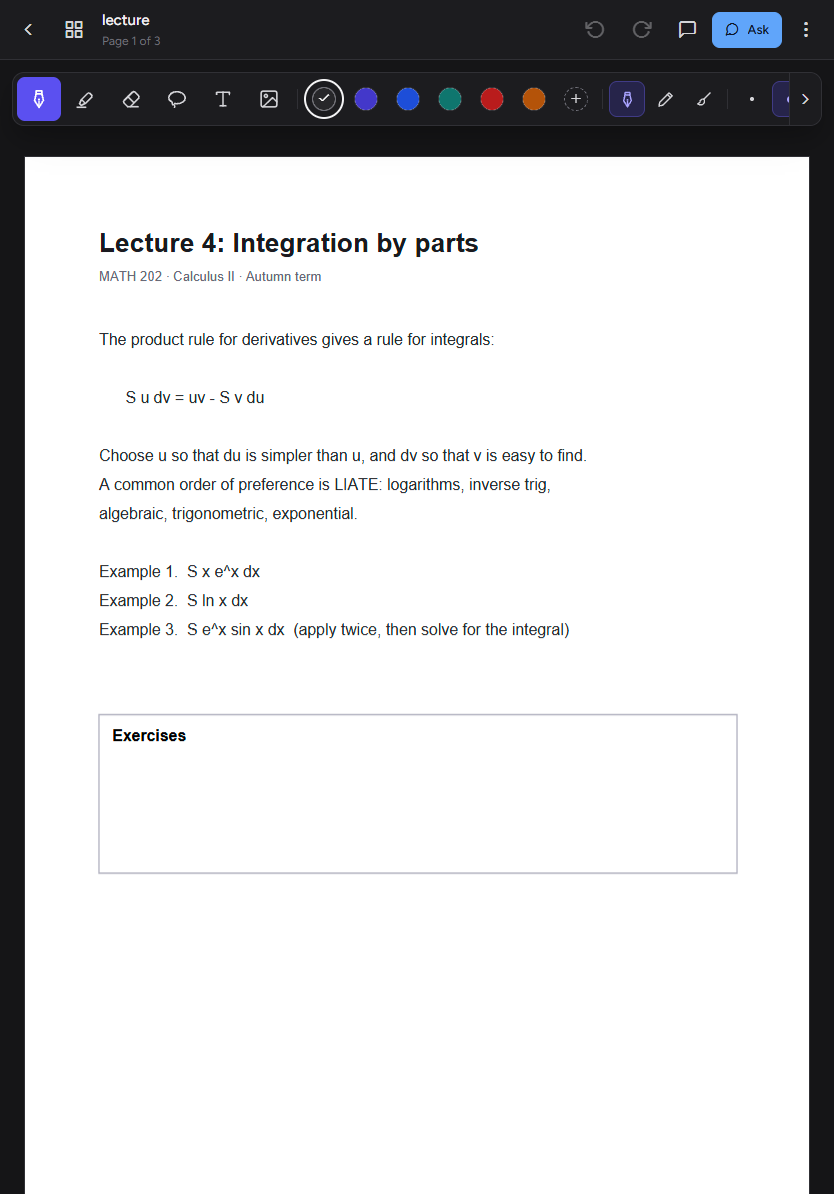 lecture
Page 1 of 3
Ask
Lecture 4: Integration by parts
MATH 202 · Calculus II · Autumn term
The product rule for derivatives gives a rule for integrals:
S u dv = uv - S v du
Choose u so that du is simpler than u, and dv so that v is easy to find.
A common order of preference is LIATE: logarithms, inverse trig,
algebraic, trigonometric, exponential.
Example 1.  S x e^x dx
Example 2.  S ln x dx
Example 3.  S e^x sin x dx  (apply twice, then solve for the integral)
Exercises